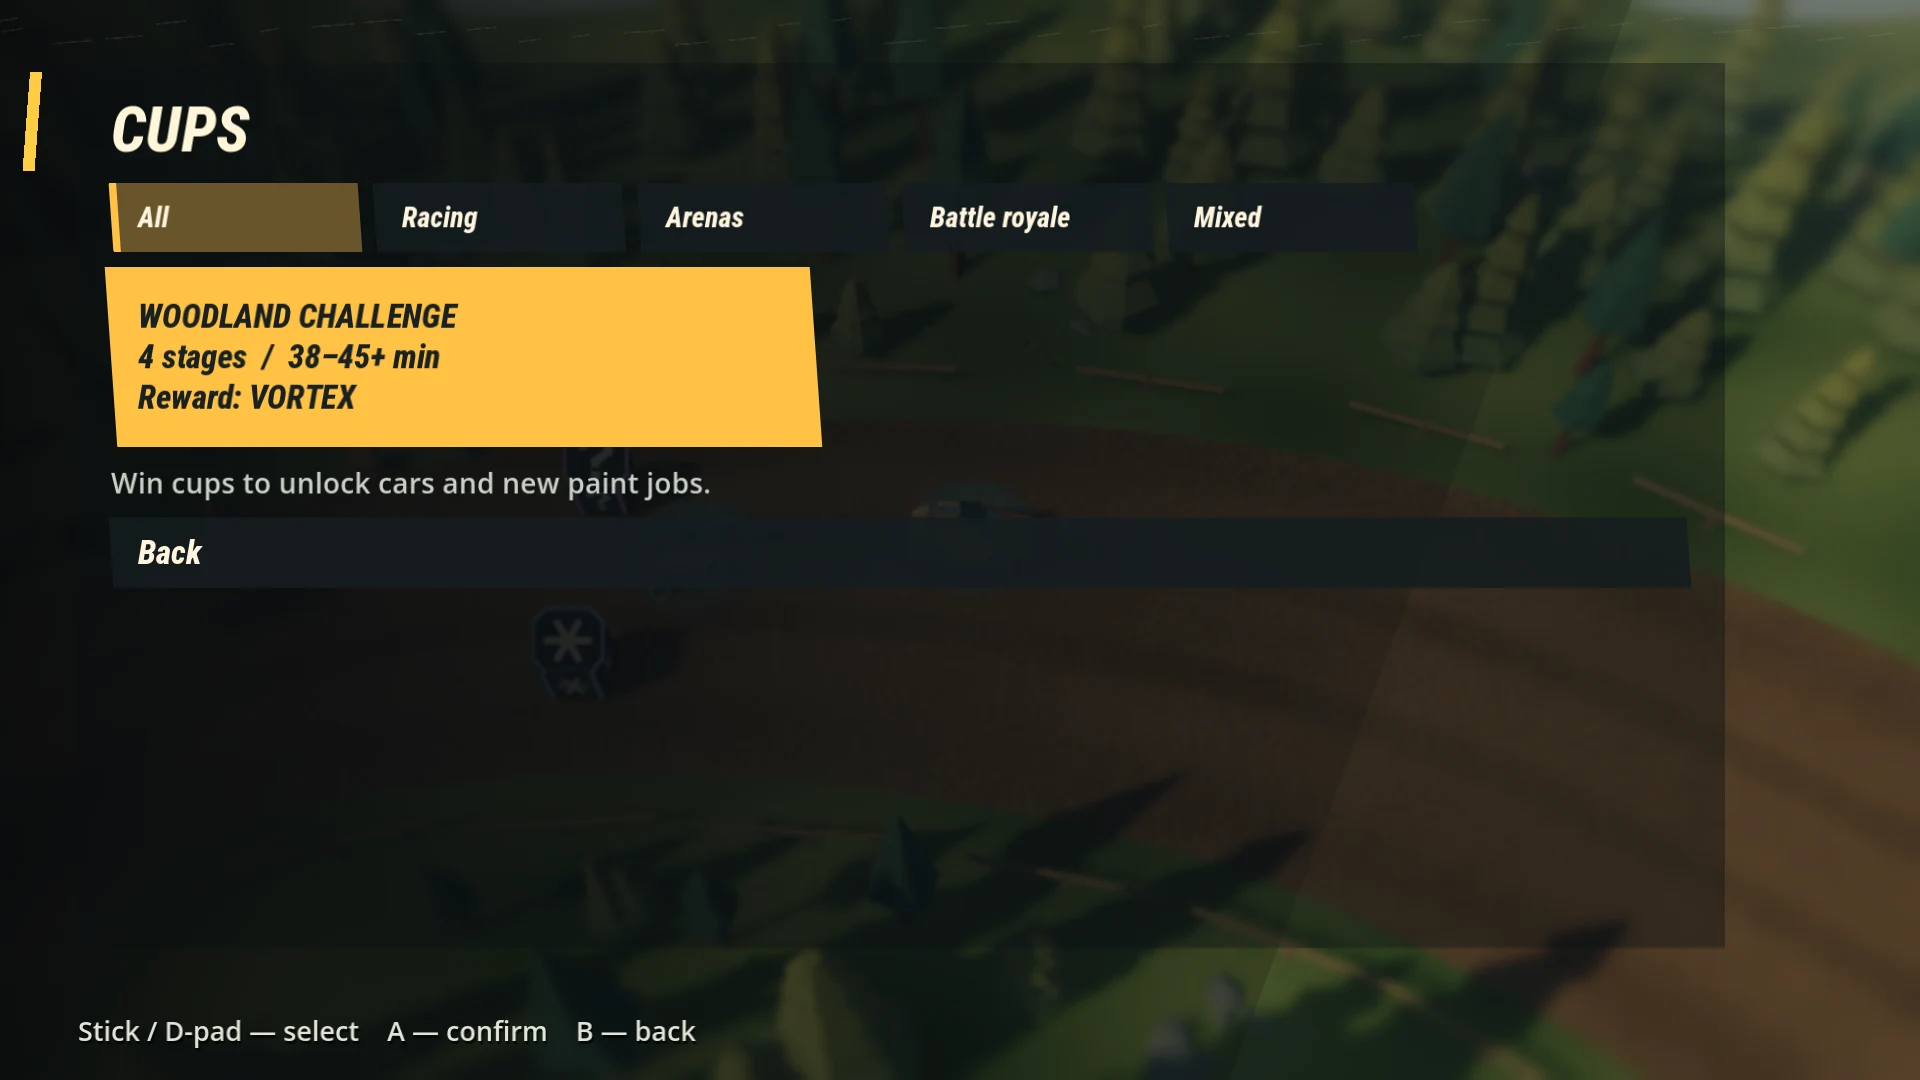 CUPS
All
Racing
Arenas
Battle royale
Mixed
WOODLAND CHALLENGE
4 stages / 38–45+ min
Reward: VORTEX
Win cups to unlock cars and new paint jobs.
Back
Stick / D-pad — select A — confirm B — back